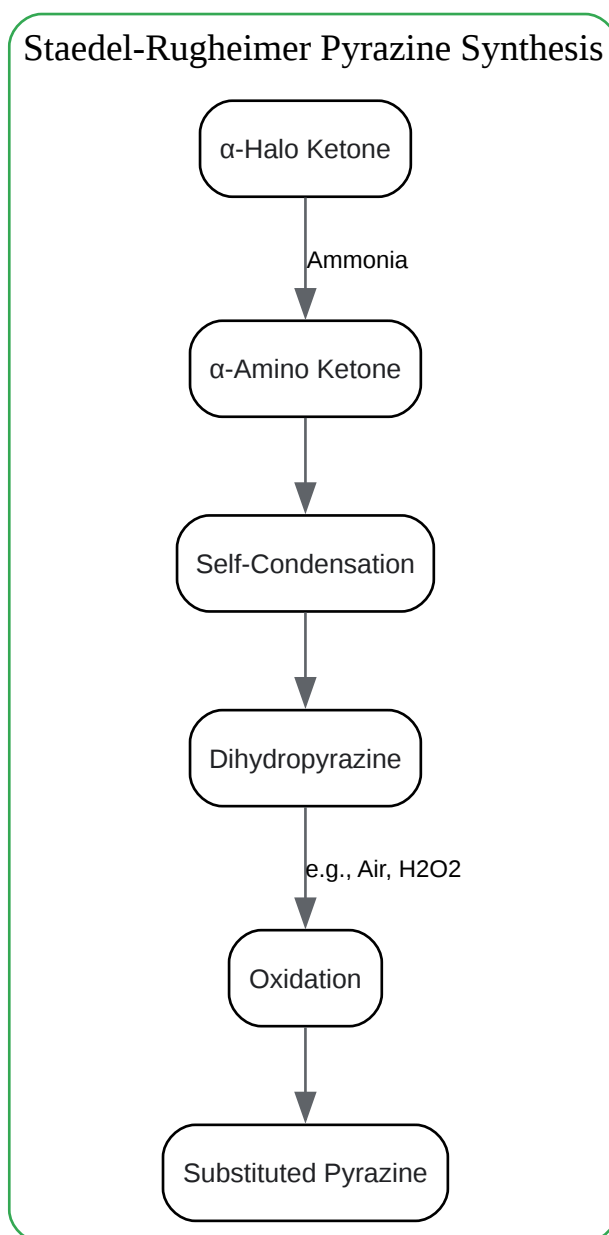 Staedel-Rugheimer Pyrazine Synthesis
α-Halo Ketone
Ammonia
α-Amino Ketone
Self-Condensation
Dihydropyrazine
e.g., Air, H2O2
Oxidation
Substituted Pyrazine